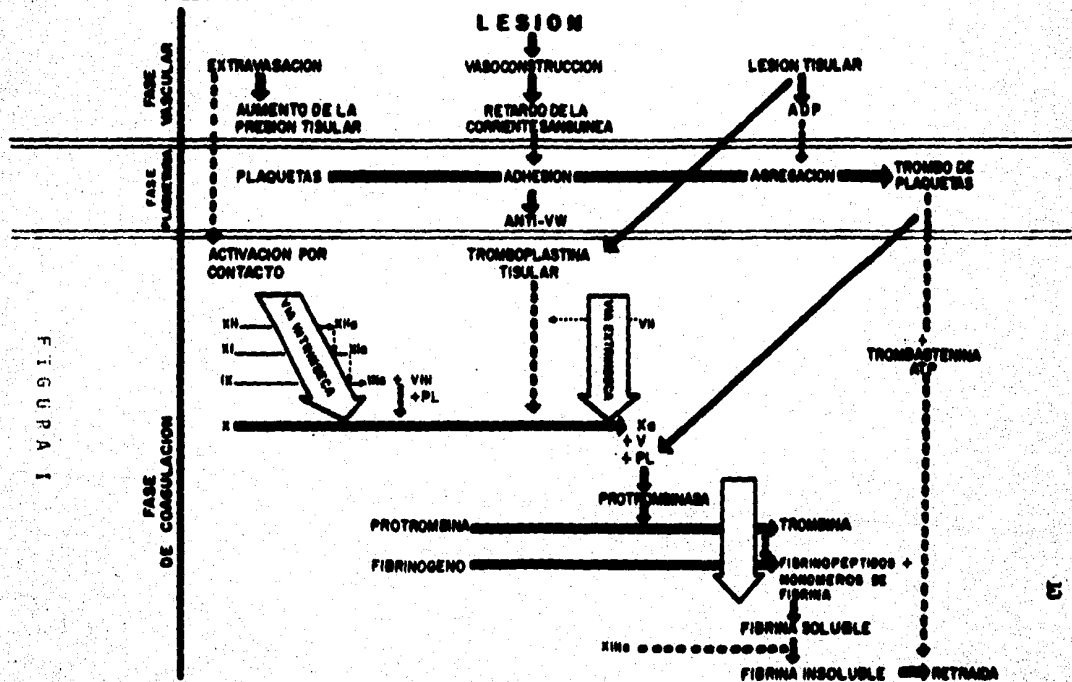 LESION
EXTRAVASACION
VASOCONSTRUCCION
LESION TISULAR
AUMENTO DE LA
PRESION TISULAR
RETARDO DE LA
CORRIENTE SANGUINEA
ADP
FASE
VASCULAR
PLAQUETAS
ADHESION
AGREGACION
TROMBO DE
PLAQUETAS
ANTI-VW
FASE
ACTIVACION POR
CONTACTO
TROMBOPLASTINA
TISULAR
VIA INTRINSECA
VIA EXTRINSECA
XII
XIIa
XI
XIa
IX
IXa + VIII
+PL
VII
+
TROMBASTENINA
ATP
X
Xa
+ V
+ PL
PROTROMBINASA
PROTROMBINA
TROMBINA
FIBRINOGENO
FIBRINOPEPTIDOS +
MONOMEROS DE
FIBRINA
FIBRINA SOLUBLE
XIIIa
FIBRINA INSOLUBLE
RETRAIDA
FASE
DE COAGULACION
FIGURA I
13